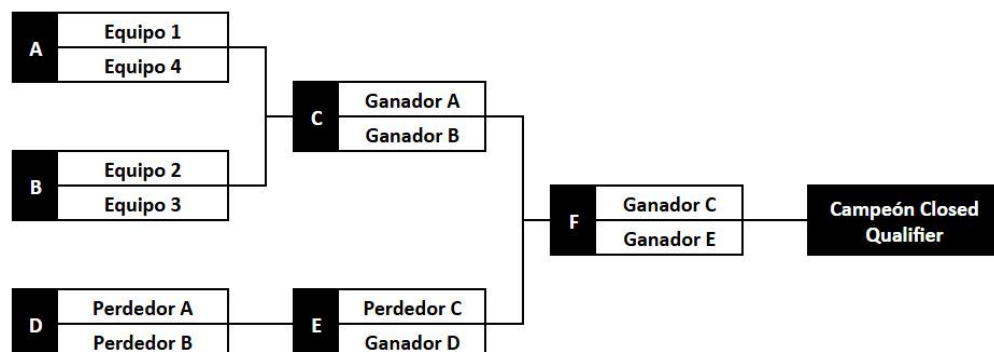 A
Equipo 1
Equipo 4
B
Equipo 2
Equipo 3
C
Ganador A
Ganador B
D
Perdedor A
Perdedor B
E
Perdedor C
Ganador D
F
Ganador C
Ganador E
Campeón Closed
Qualifier